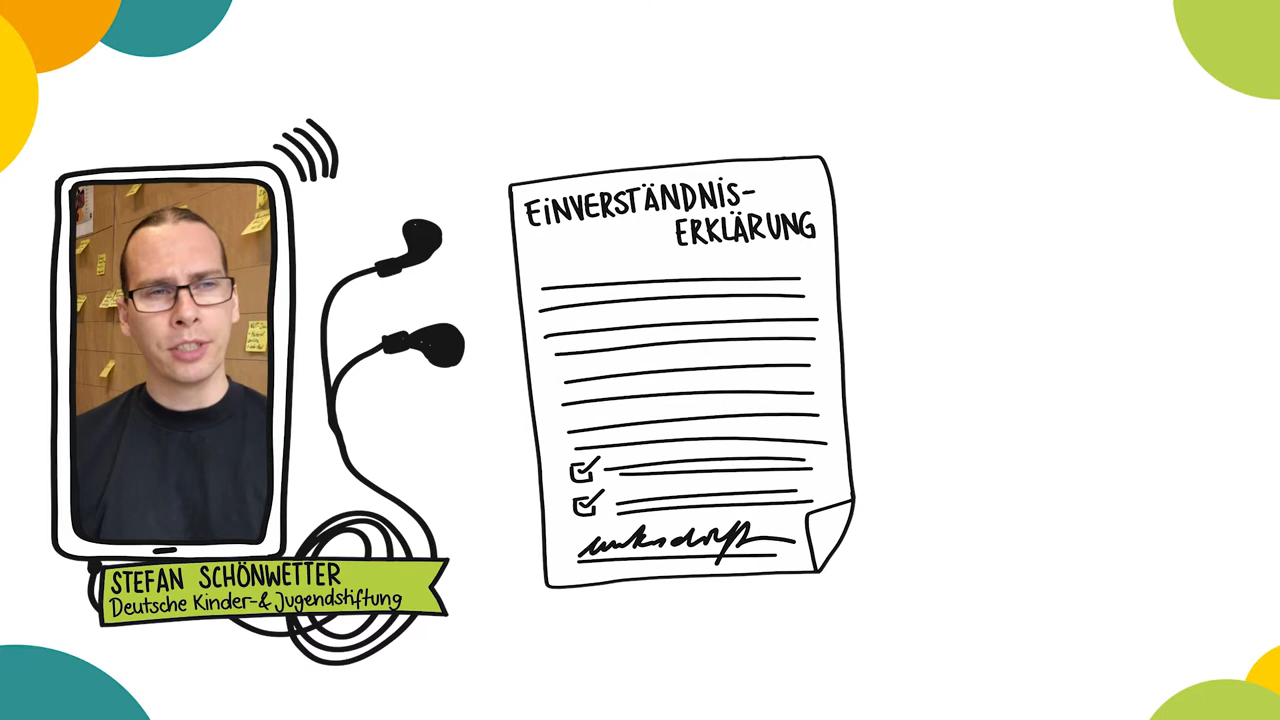 STEFAN SCHÖNWETTER
Deutsche Kinder-& Jugendstiftung
EINVERSTÄNDNIS-
ERKLÄRUNG